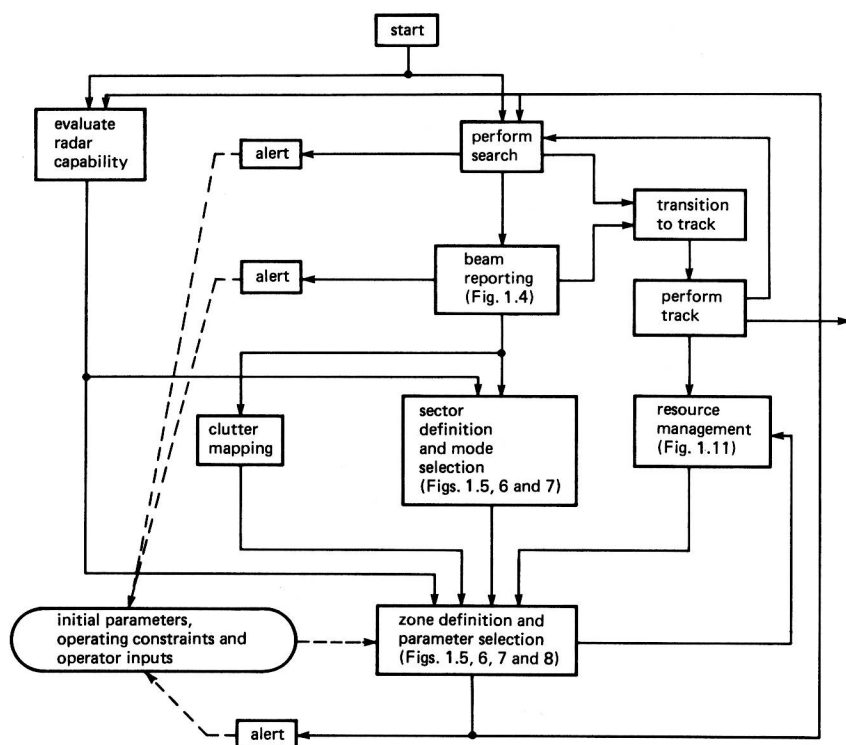 start
evaluate
radar
capability
alert
perform
search
transition
to track
alert
beam
reporting
(Fig. 1.4)
perform
track
clutter
mapping
sector
definition
and mode
selection
(Figs. 1.5, 6 and 7)
resource
management
(Fig. 1.11)
initial parameters,
operating constraints and
operator inputs
zone definition and
parameter selection
(Figs. 1.5, 6, 7 and 8)
alert